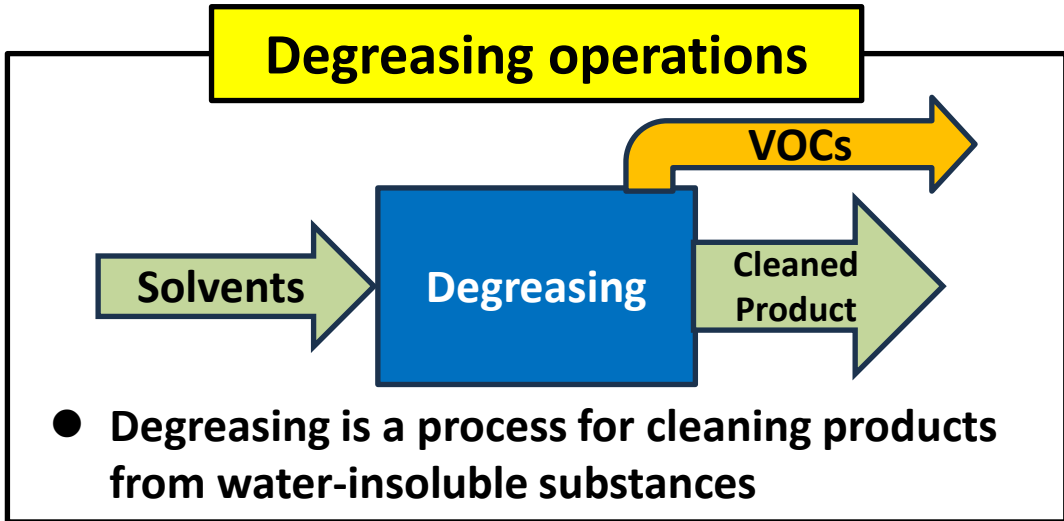 Degreasing operations
VOCs
Solvents
Degreasing
Cleaned
Product
● Degreasing is a process for cleaning products
from water-insoluble substances